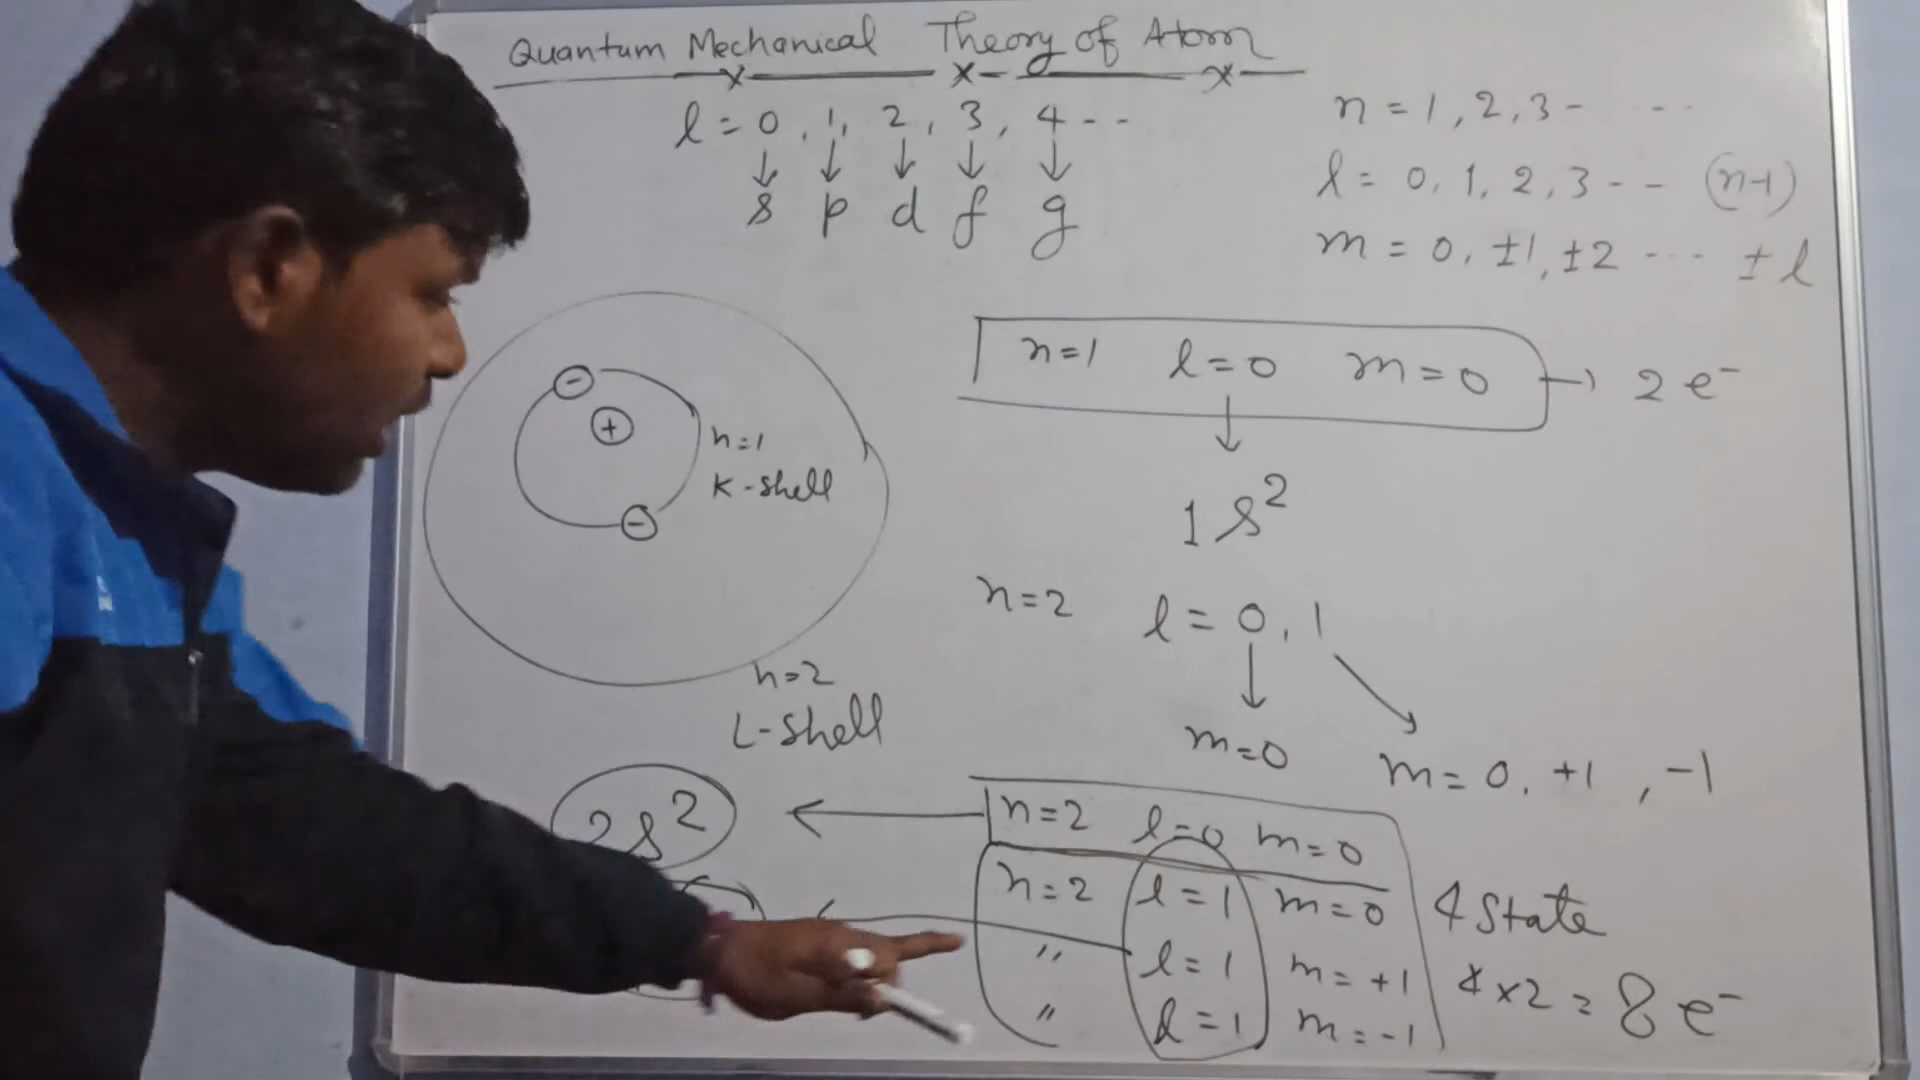 Quantum Mechanical Theory of Atom
l = 0, 1, 2, 3, 4 - -
s p d f g
n = 1, 2, 3 - - - -
l = 0, 1, 2, 3 - - (n-1)
m = 0, ±1, ±2 - - - ± l
n=1 l=0 m=0 → 2 e⁻
1s²
- +
-
n=1
K-shell
n=2
L-shell
n=2 l = 0, 1
m=0 m=0, +1, -1
2s² ← n=2 l=0 m=0
n=2 l=1 m=0
" l=1 m=+1
" l=1 m=-1
4 State
4x2 = 8 e⁻